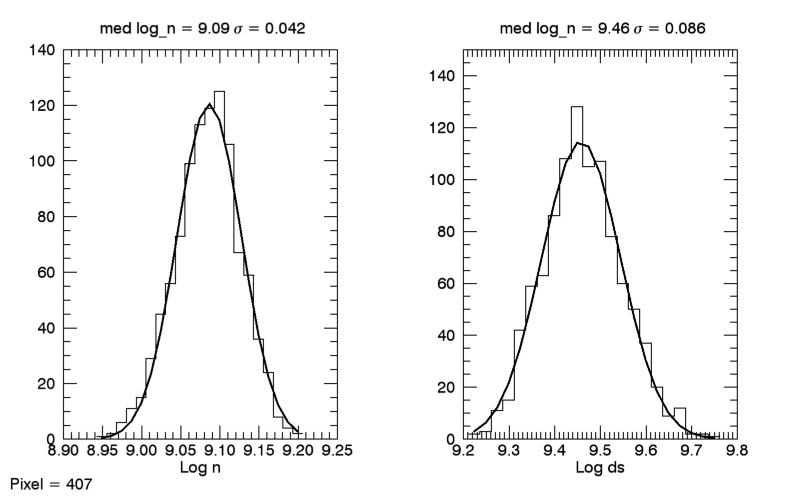 med log_n = 9.09 σ = 0.042
140
120
100
80
60
40
20
0
8.90 8.95 9.00 9.05 9.10 9.15 9.20 9.25
Log n
med log_n = 9.46 σ = 0.086
140
120
100
80
60
40
20
0
9.2 9.3 9.4 9.5 9.6 9.7 9.8
Log ds
Pixel = 407